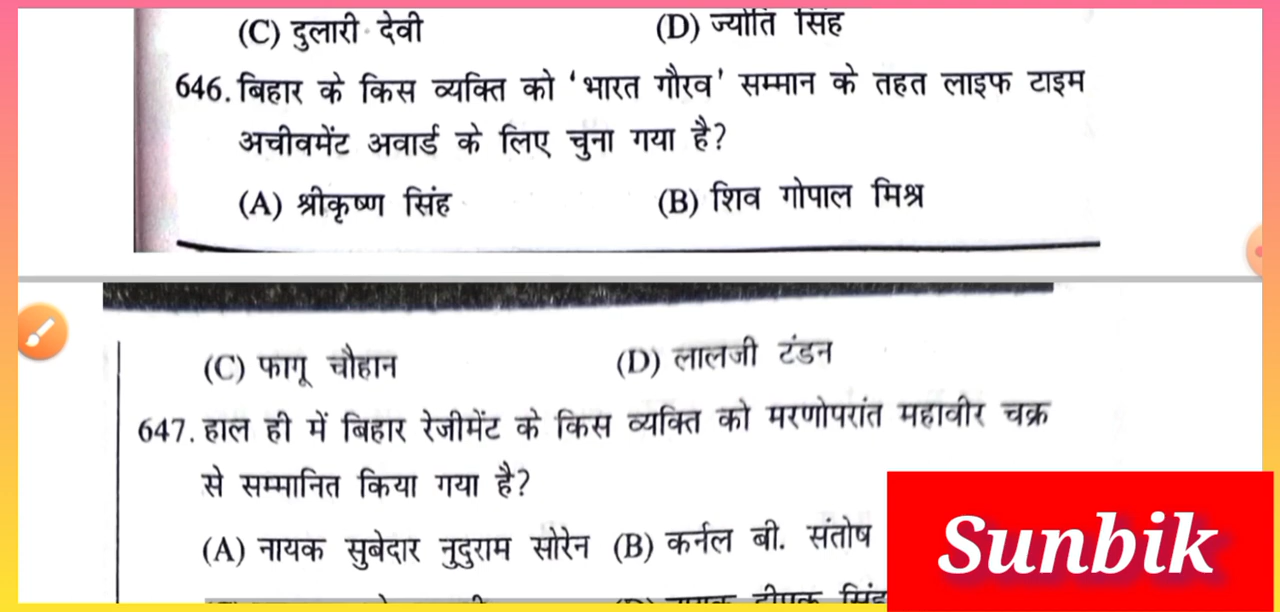 (C) दुलारी देवी (D) ज्योति सिंह
646. बिहार के किस व्यक्ति को 'भारत गौरव' सम्मान के तहत लाइफ टाइम
अचीवमेंट अवार्ड के लिए चुना गया है?
(A) श्रीकृष्ण सिंह (B) शिव गोपाल मिश्र
(C) फागू चौहान (D) लालजी टंडन
647. हाल ही में बिहार रेजीमेंट के किस व्यक्ति को मरणोपरांत महावीर चक्र
से सम्मानित किया गया है?
(A) नायक सुबेदार नुदुराम सोरेन (B) कर्नल बी. संतोष
दीपक सिंह
Sunbik